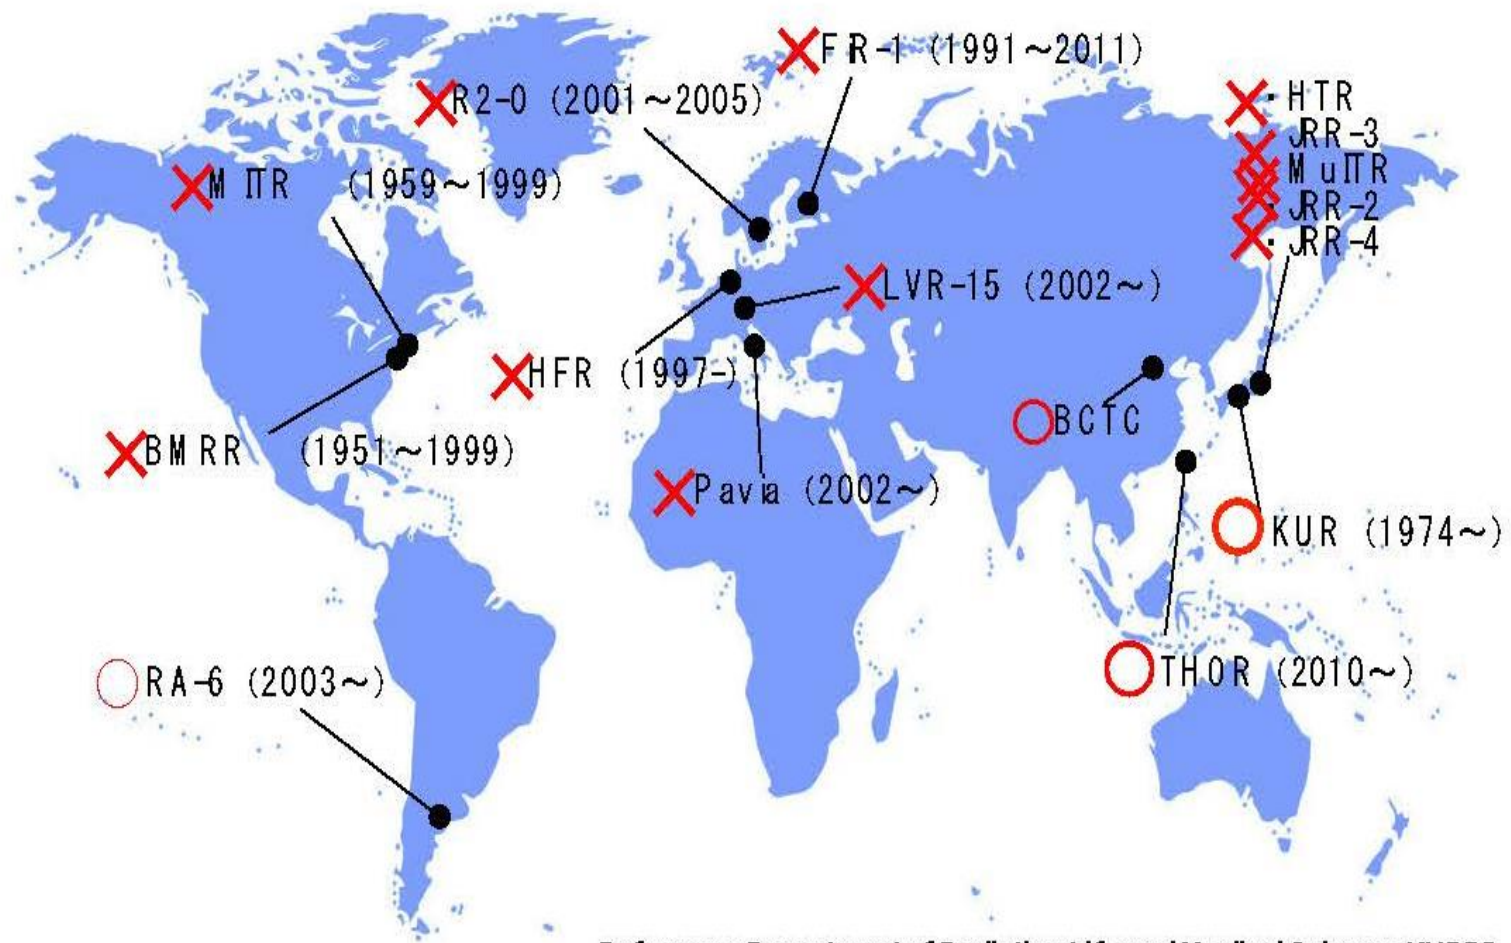 FiR-1 (1991～2011)
R2-0 (2001～2005)
・HTR
JRR-3
MuITR
・JRR-2
・JRR-4
MITR (1959～1999)
LVR-15 (2002～)
HFR (1997-)
BCTC
BMRR (1951～1999)
Pavia (2002～)
KUR (1974～)
RA-6 (2003～)
THOR (2010～)